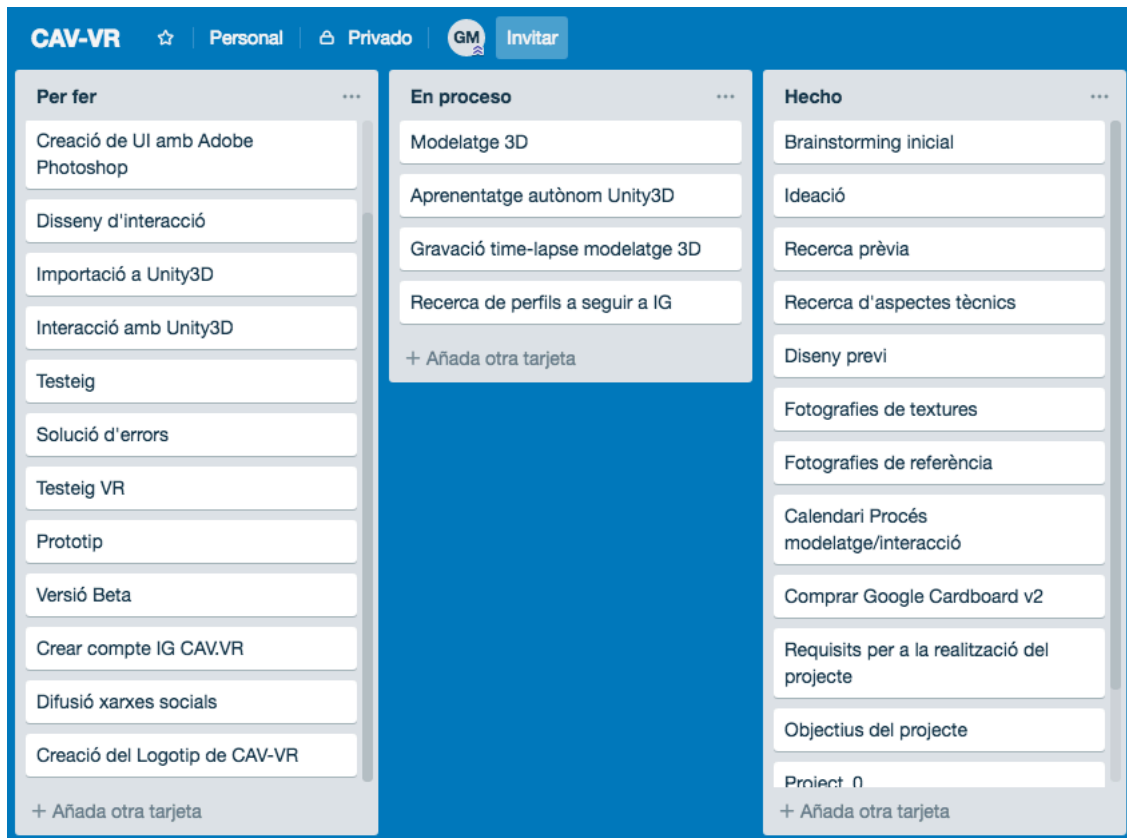 CAV-VR Personal Privado GM Invitar
Per fer
Creació de UI amb Adobe
Photoshop
Disseny d'interacció
Importació a Unity3D
Interacció amb Unity3D
Testeig
Solució d'errors
Testeig VR
Prototip
Versió Beta
Crear compte IG CAV.VR
Difusió xarxes socials
Creació del Logotip de CAV-VR
+ Añada otra tarjeta
En proceso
Modelatge 3D
Aprenentatge autònom Unity3D
Gravació time-lapse modelatge 3D
Recerca de perfils a seguir a IG
+ Añada otra tarjeta
Hecho
Brainstorming inicial
Ideació
Recerca prèvia
Recerca d'aspectes tècnics
Diseny previ
Fotografies de textures
Fotografies de referència
Calendari Procés
modelatge/interacció
Comprar Google Cardboard v2
Requisits per a la realització del
projecte
Objectius del projecte
Project_0
+ Añada otra tarjeta